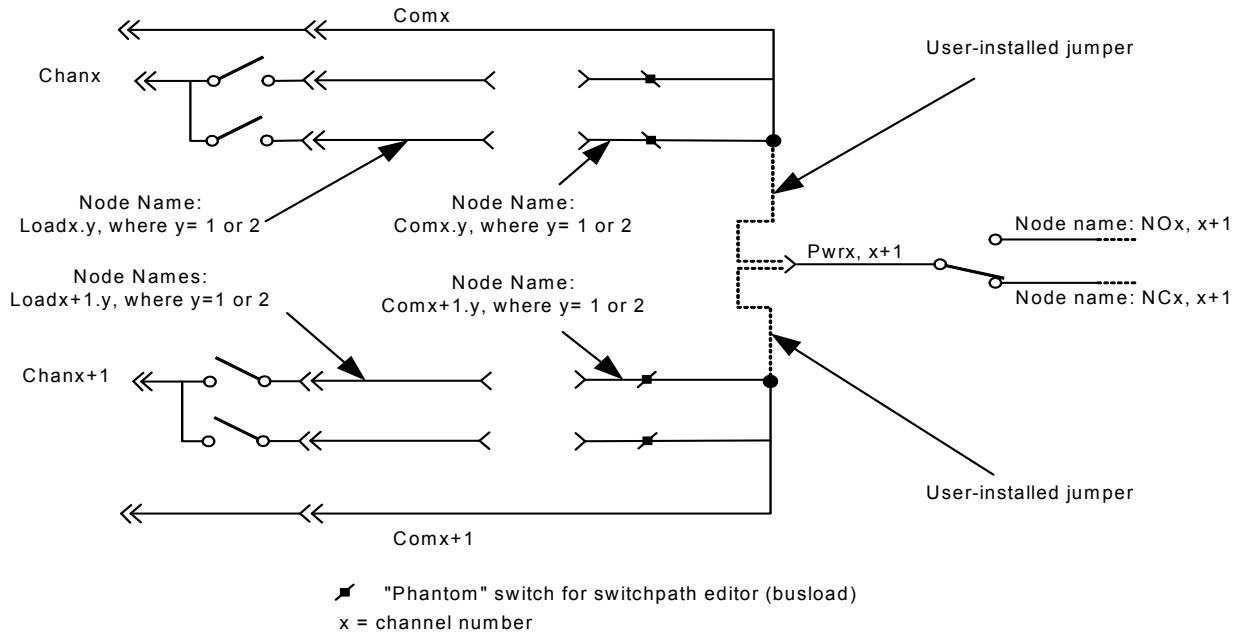 Comx
User-installed jumper
Chanx
Node Name:
Loadx.y, where y= 1 or 2
Node Name:
Comx.y, where y= 1 or 2
Node name: NOx, x+1
Pwrx, x+1
Node name: NCx, x+1
Node Names:
Loadx+1.y, where y=1 or 2
Node Name:
Comx+1.y, where y= 1 or 2
Chanx+1
User-installed jumper
Comx+1
"Phantom" switch for switchpath editor (busload)
x = channel number